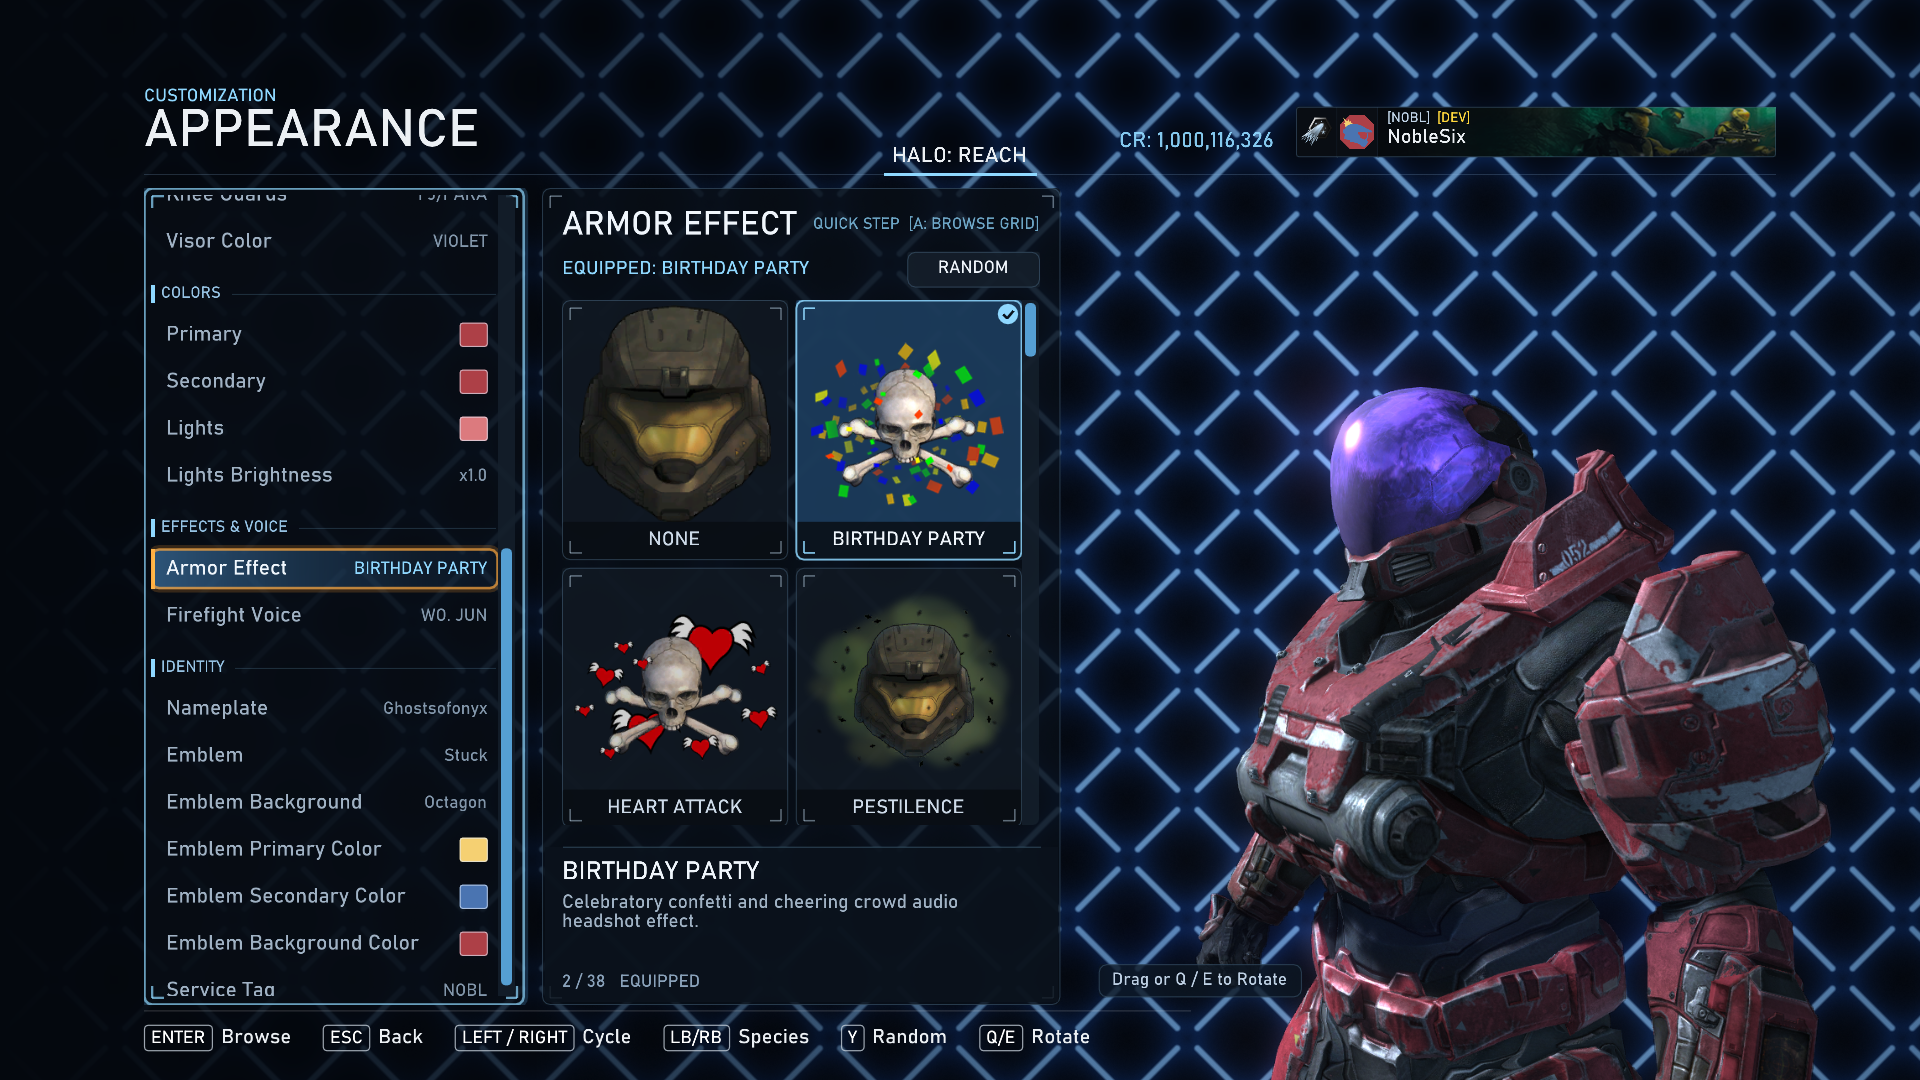 CUSTOMIZATION
APPEARANCE
HALO: REACH
CR: 1,000,116,326
[NOBL] [DEV]
NobleSix
Knee Guards FJ/PARA
Visor Color VIOLET
COLORS
Primary
Secondary
Lights
Lights Brightness x1.0
EFFECTS & VOICE
Armor Effect BIRTHDAY PARTY
Firefight Voice WO. JUN
IDENTITY
Nameplate Ghostsofonyx
Emblem Stuck
Emblem Background Octagon
Emblem Primary Color
Emblem Secondary Color
Emblem Background Color
Service Tag NOBL
ARMOR EFFECT QUICK STEP [A: BROWSE GRID]
EQUIPPED: BIRTHDAY PARTY RANDOM
NONE
BIRTHDAY PARTY
HEART ATTACK
PESTILENCE
BIRTHDAY PARTY
Celebratory confetti and cheering crowd audio
headshot effect.
2 / 38 EQUIPPED
052
Drag or Q / E to Rotate
ENTER Browse ESC Back LEFT / RIGHT Cycle LB/RB Species Y Random Q/E Rotate